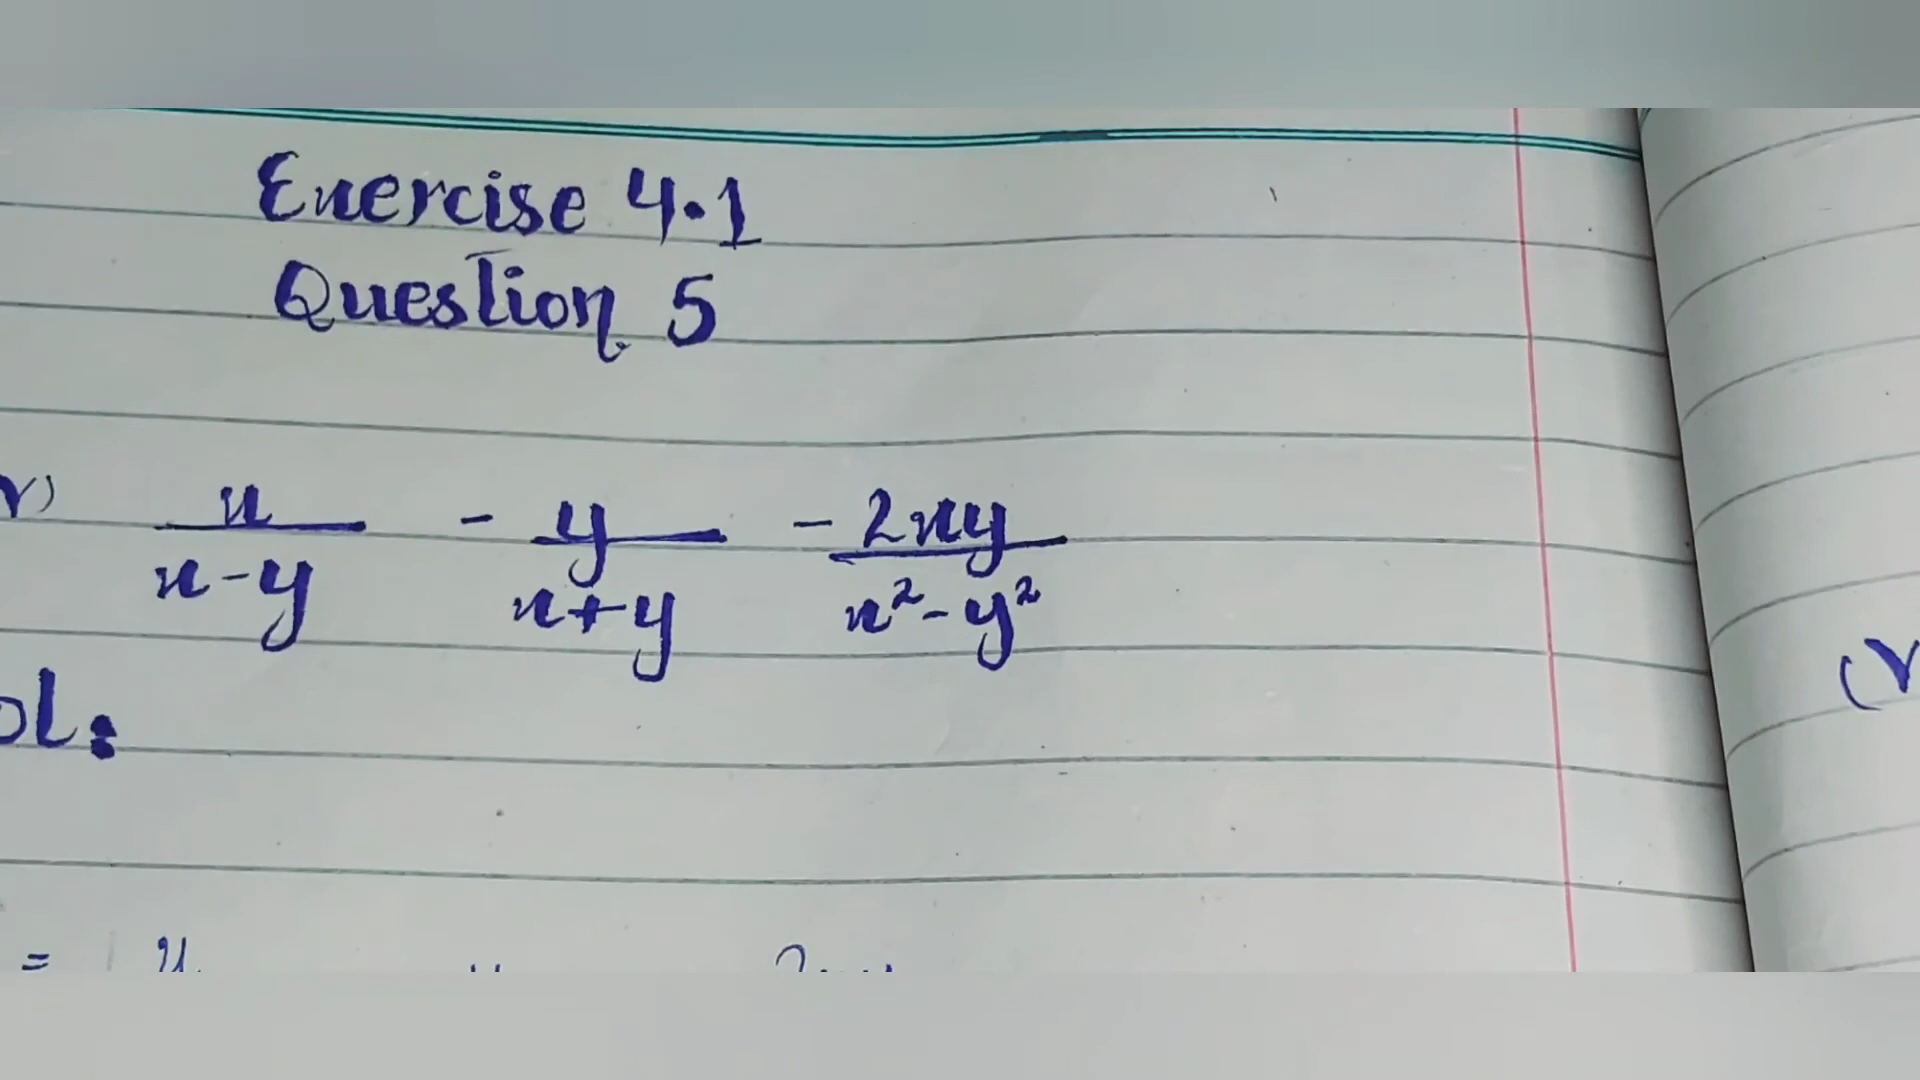 Exercise 4.1
Question 5
v) x/(x-y) - y/(x+y) - 2xy/(x²-y²)
ol:
=
(v